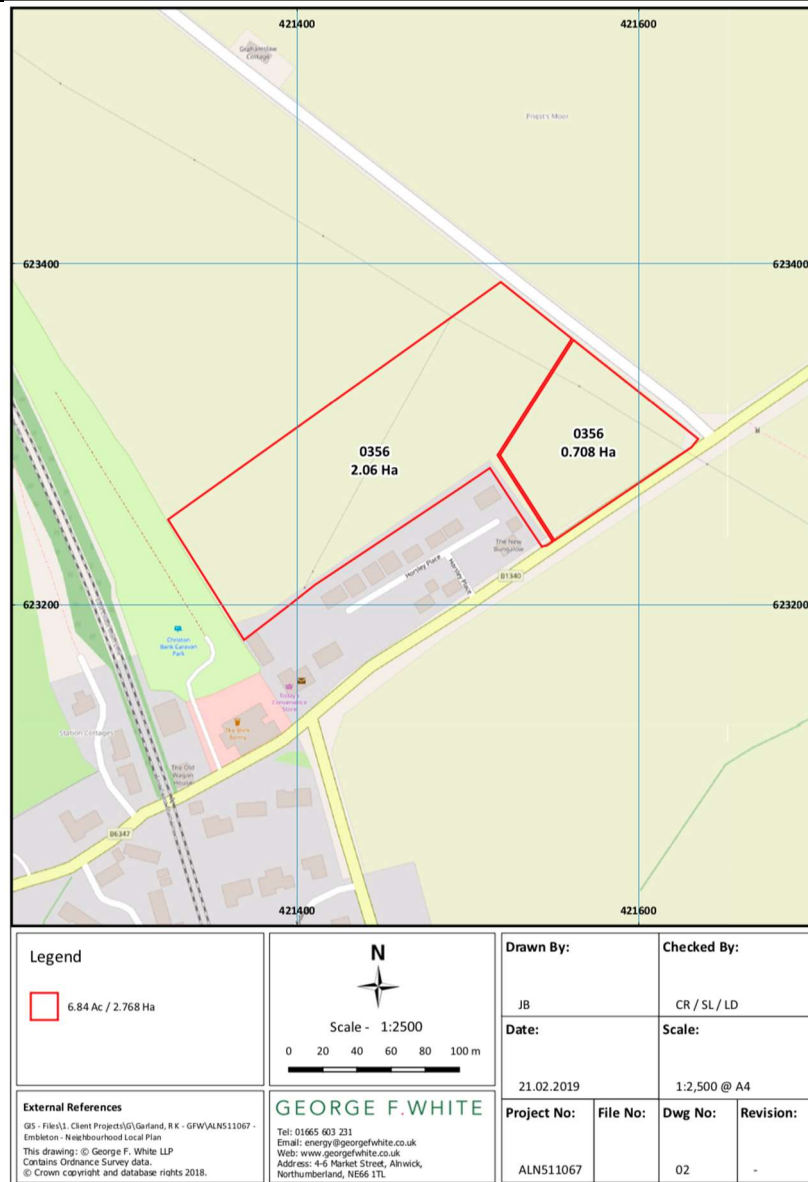 421400
421600
Grahamslaw
Cottage
Priest's Moor
623400
623400
0356
2.06 Ha
0356
0.708 Ha
The New
Bungalow
Horsley Place
Horsley Place
B1340
623200
623200
Christon
Bank Caravan
Park
Today's
Convenience
Store
The Blink
Bonny
Station Cottages
The Old
Wagon
House
B6347
421400
421600
Legend
6.84 Ac / 2.768 Ha
N
Scale - 1:2500
0 20 40 60 80 100 m
Drawn By:
JB
Checked By:
CR / SL / LD
Date:
21.02.2019
Scale:
1:2,500 @ A4
External References
GIS - Files\1. Client Projects\G\Garland, R K - GFW\ALN511067 -
Embleton - Neighbourhood Local Plan
This drawing: © George F. White LLP
Contains Ordnance Survey data.
© Crown copyright and database rights 2018.
GEORGE F.WHITE
Tel: 01665 603 231
Email: energy@georgefwhite.co.uk
Web: www.georgefwhite.co.uk
Address: 4-6 Market Street, Alnwick,
Northumberland, NE66 1TL
Project No:
ALN511067
File No:
Dwg No:
02
Revision:
-